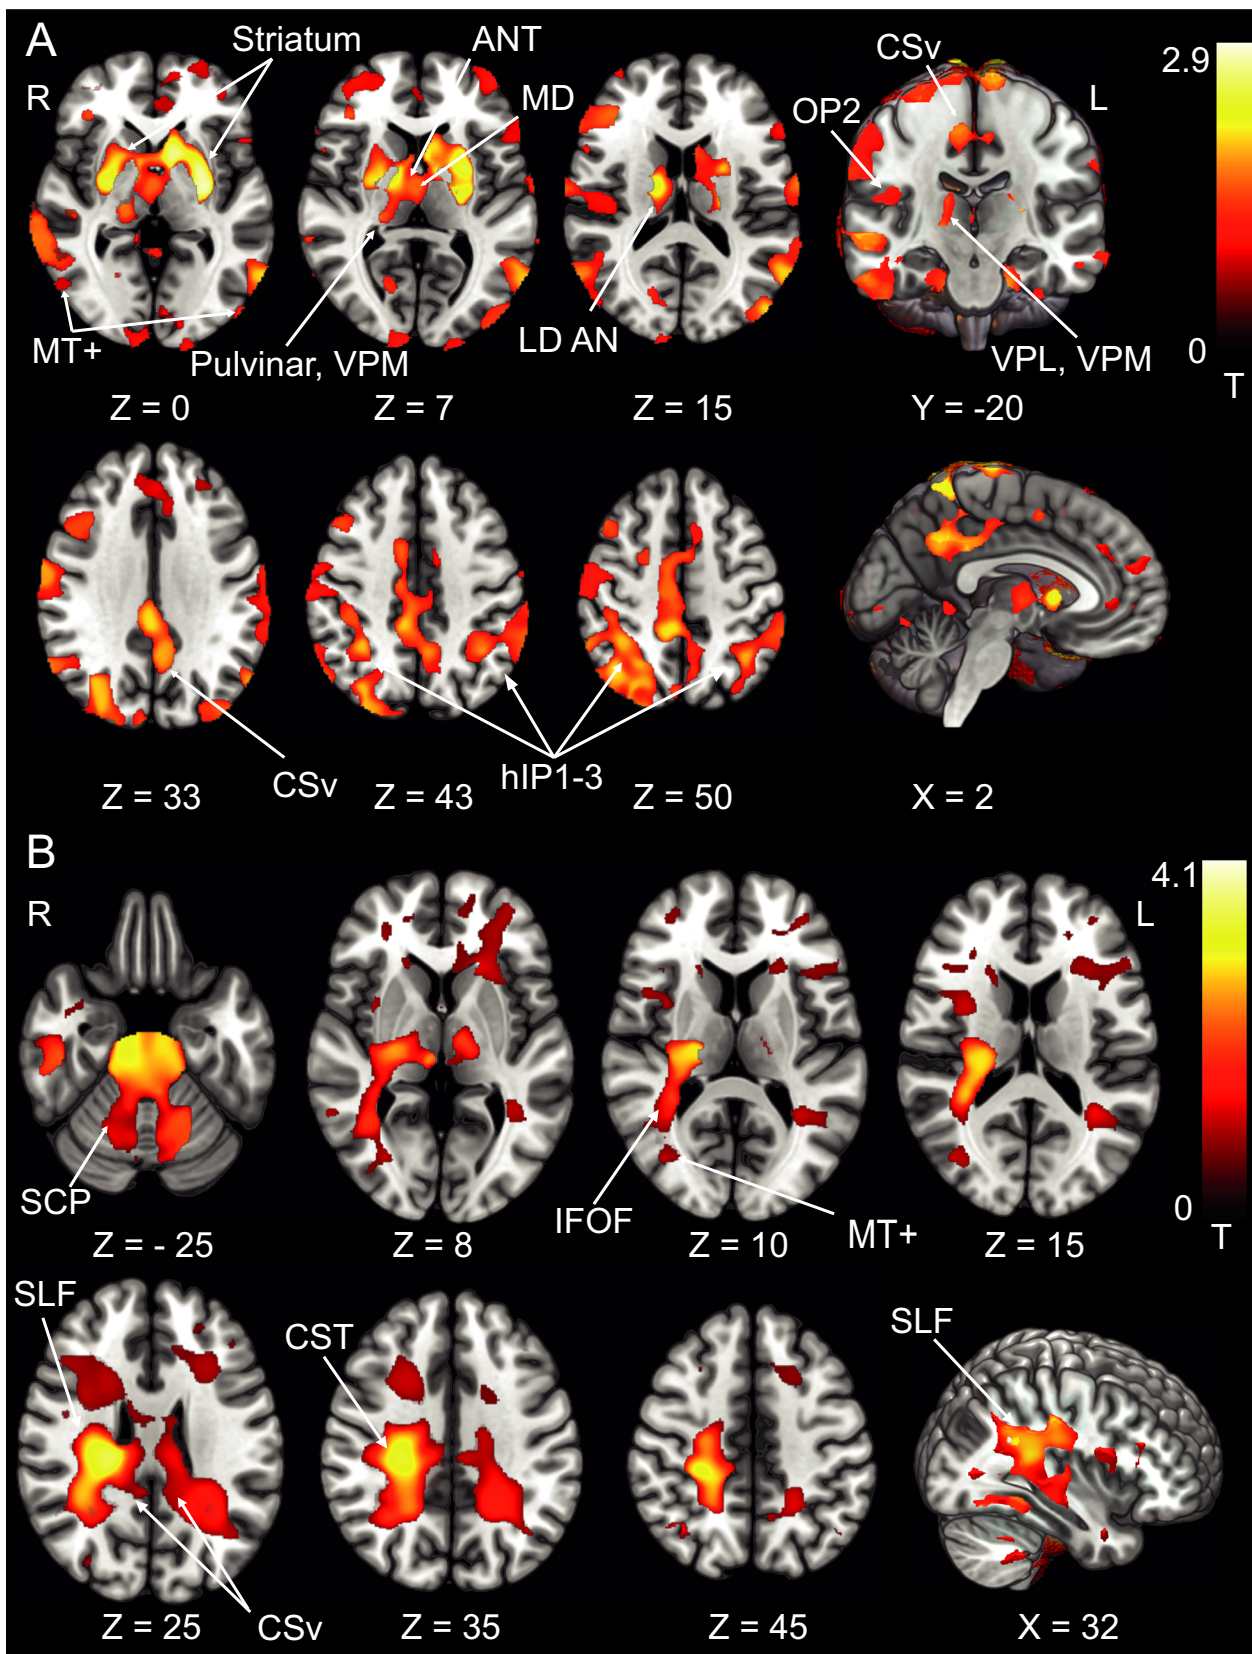 A
Striatum
ANT
CSv
2.9
R
MD
OP2
L
MT+
Pulvinar, VPM
LD AN
VPL, VPM
0
T
Z = 0
Z = 7
Z = 15
Y = -20
CSv
hIP1-3
Z = 33
Z = 43
Z = 50
X = 2
B
4.1
R
L
SCP
IFOF
MT+
0
T
Z = - 25
Z = 8
Z = 10
Z = 15
SLF
CST
SLF
CSv
Z = 25
Z = 35
Z = 45
X = 32